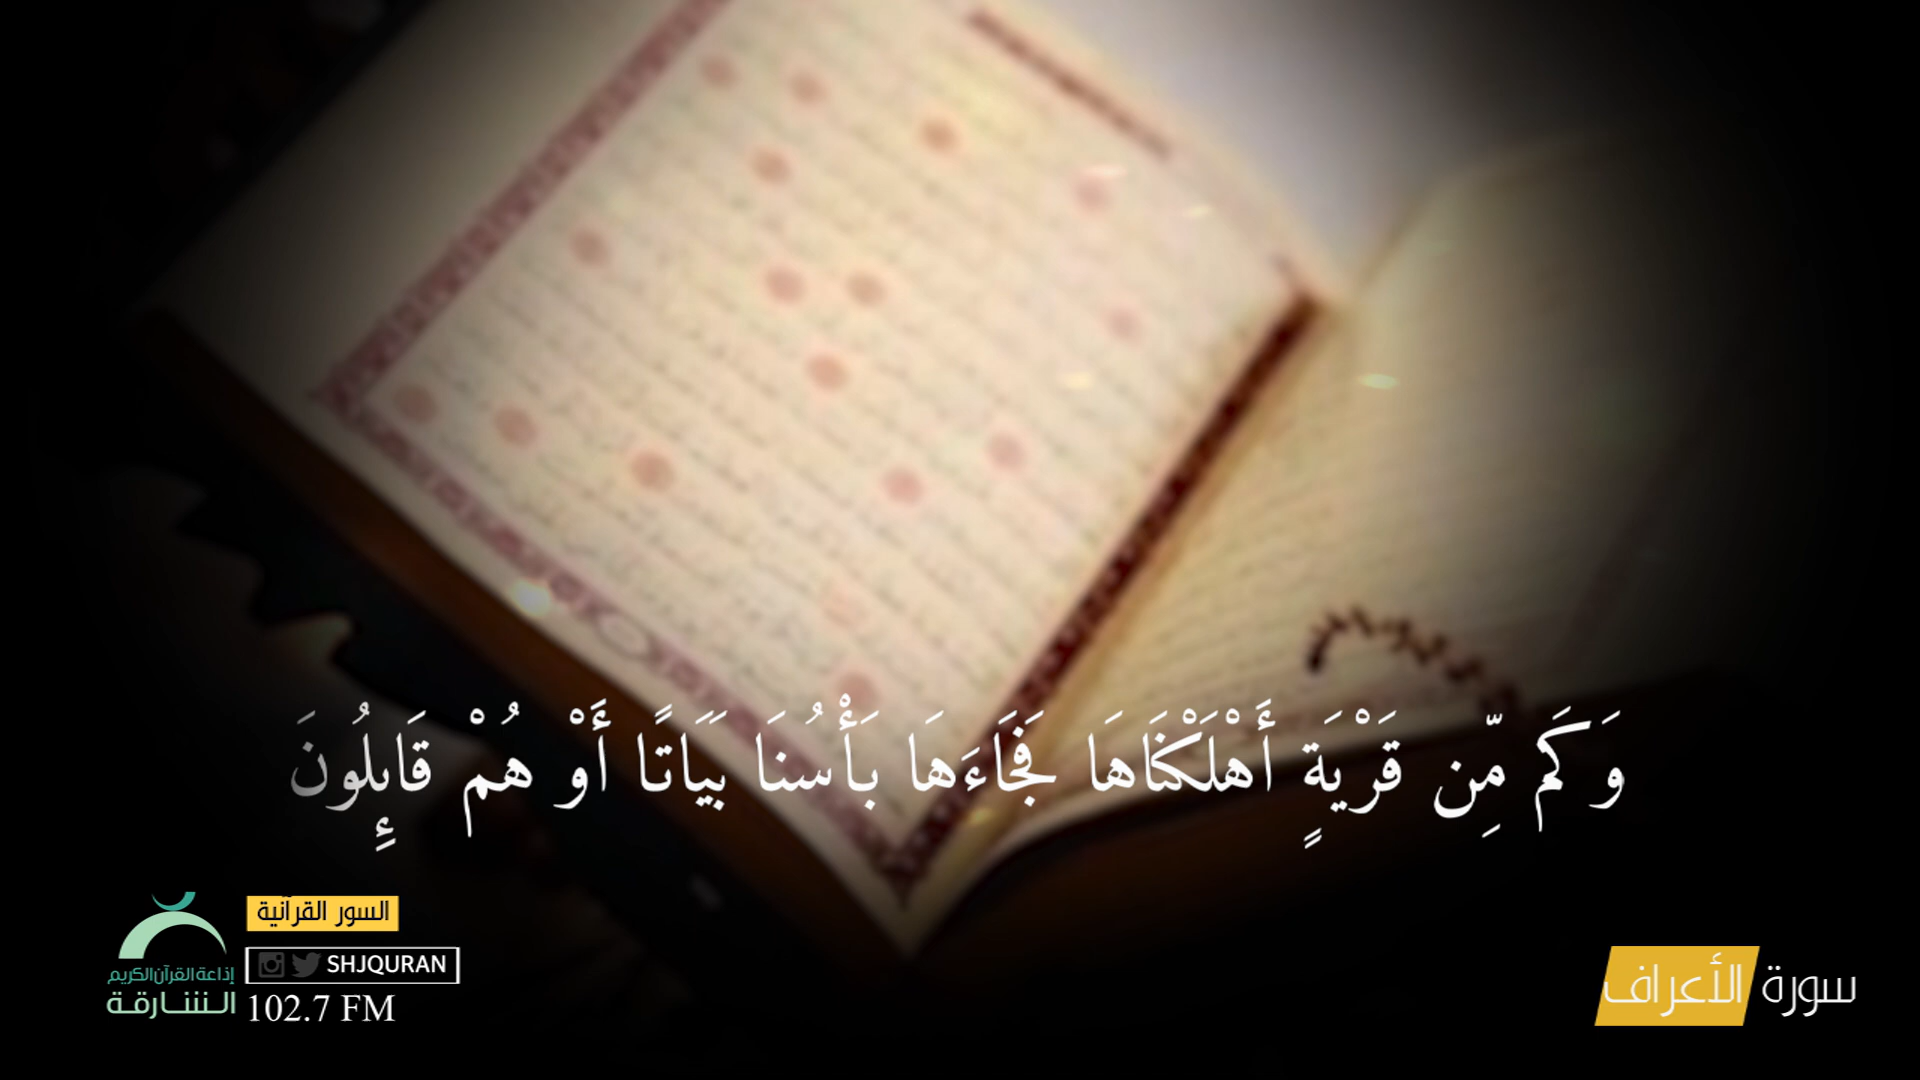 وَكَم مِّن قَرْيَةٍ أَهْلَكْنَاهَا فَجَاءَهَا بَأْسُنَا بَيَاتًا أَوْ هُمْ قَائِلُونَ
السور القرآنية
SHJQURAN
إذاعة القرآن الكريم
الشارقة
102.7 FM
سورة الأعراف